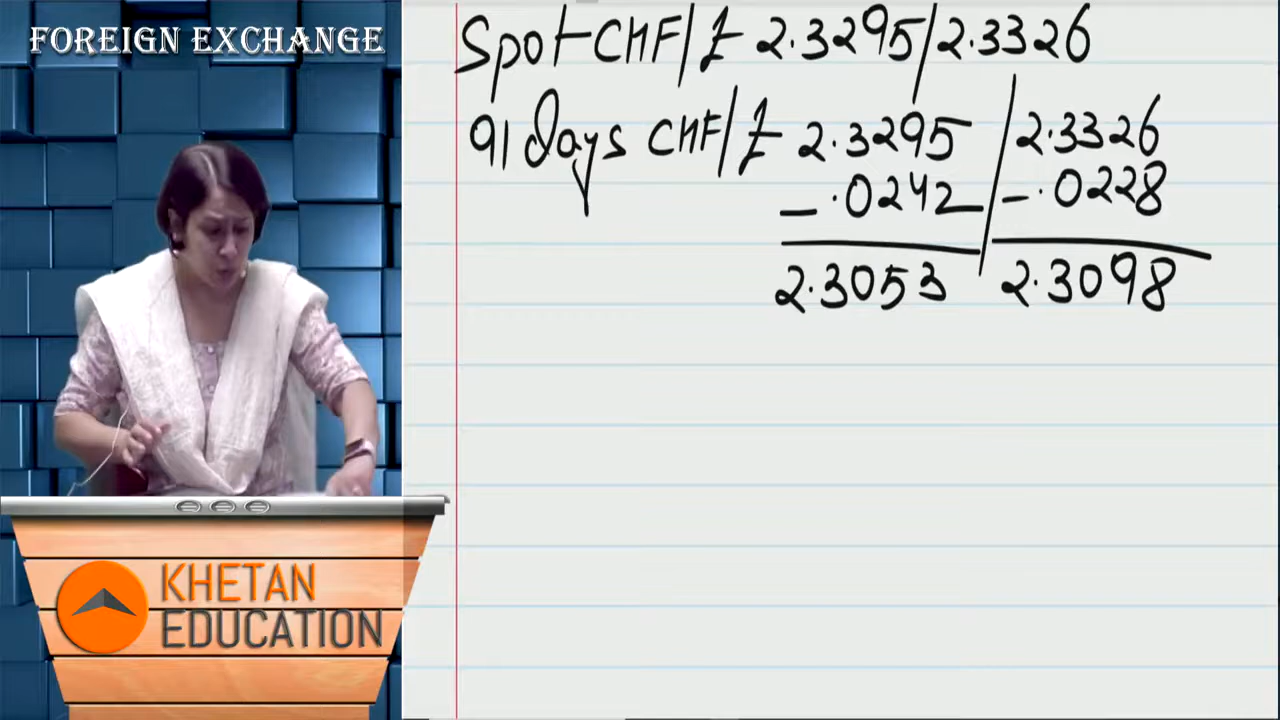 FOREIGN EXCHANGE
Spot CHF/£ 2.3295/2.3326
91 days CHF/£ 2.3295 / 2.3326
- .0242 / - .0228
2.3053 2.3098
KHETAN
EDUCATION